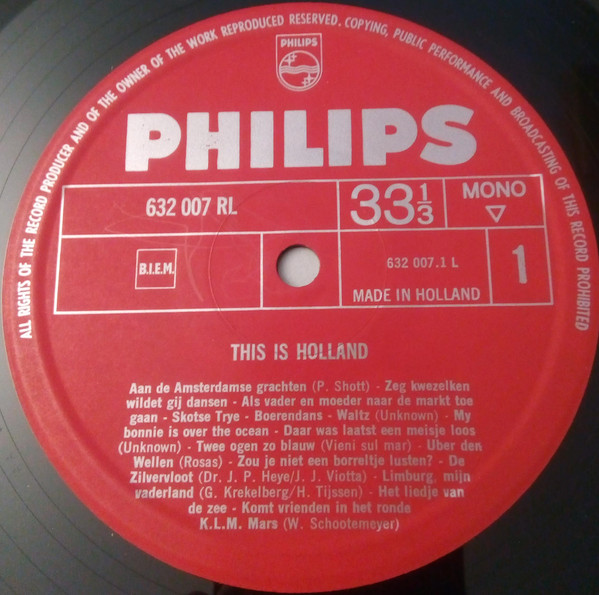 ALL RIGHTS OF THE RECORD PRODUCER AND OF THE OWNER OF THE WORK REPRODUCED RESERVED. COPYING, PUBLIC PERFORMANCE AND BROADCASTING OF THIS RECORD PROHIBITED
PHILIPS
PHILIPS
632 007 RL
33 1/3
MONO
B.I.E.M.
632 007.1 L
1
MADE IN HOLLAND
THIS IS HOLLAND
Aan de Amsterdamse grachten (P. Shott) - Zeg kwezelken
wildet gij dansen - Als vader en moeder naar de markt toe
gaan - Skotse Trye - Boerendans - Waltz (Unknown) - My
bonnie is over the ocean - Daar was laatst een meisje loos
(Unknown) - Twee ogen zo blauw (Vieni sul mar) - Uber den
Wellen (Rosas) - Zou je niet een borreltje lusten? - De
Zilvervloot (Dr. J. P. Heye/J. J. Viotta) - Limburg, mijn
vaderland (G. Krekelberg/H. Tijssen) - Het liedje van
de zee - Komt vrienden in het ronde
K.L.M. Mars (W. Schootemeyer)